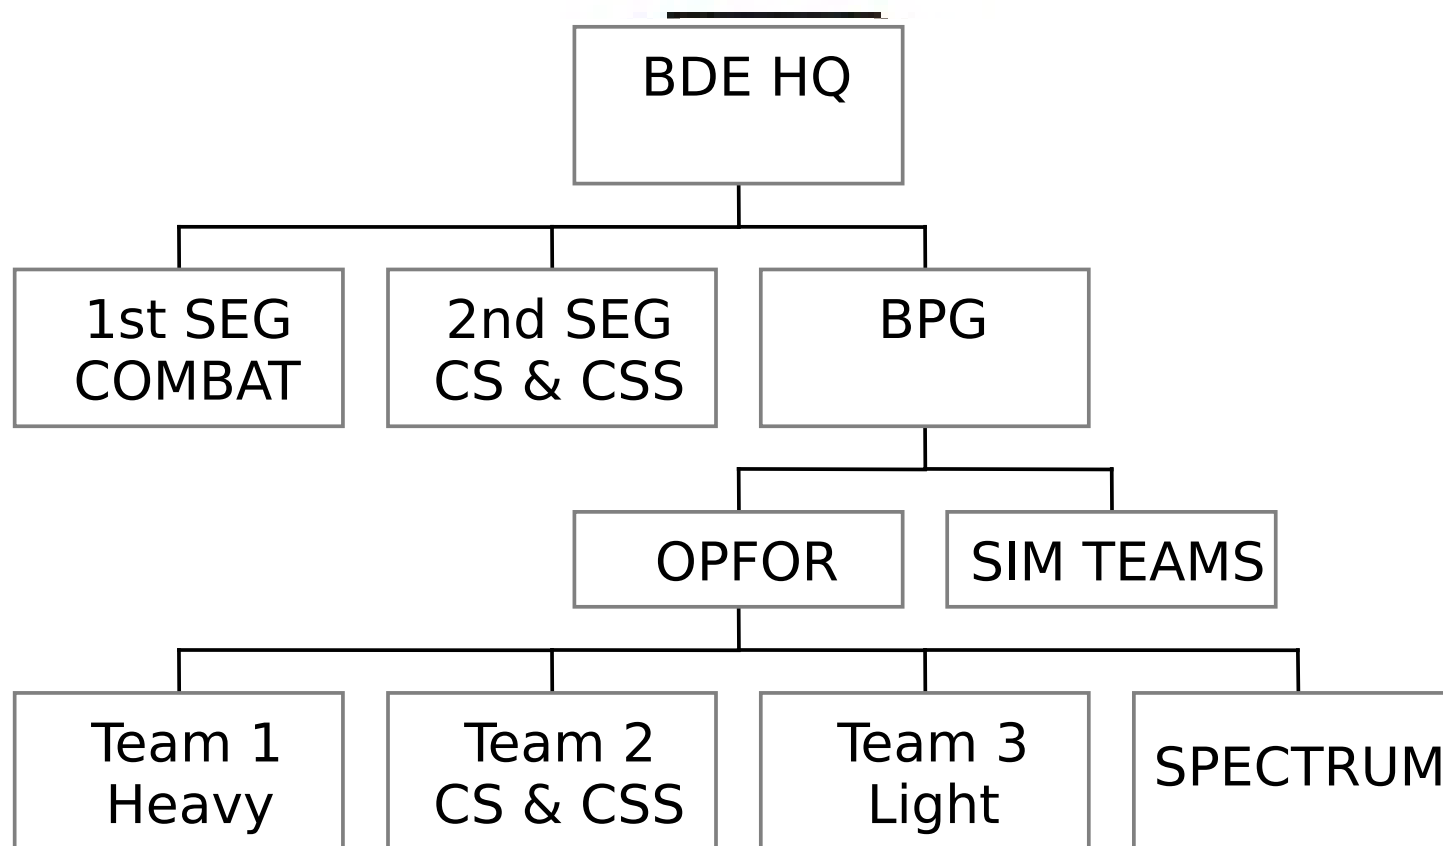 BDE HQ
1st SEG
COMBAT
2nd SEG
CS & CSS
BPG
OPFOR
SIM TEAMS
Team 1
Heavy
Team 2
CS & CSS
Team 3
Light
SPECTRUM